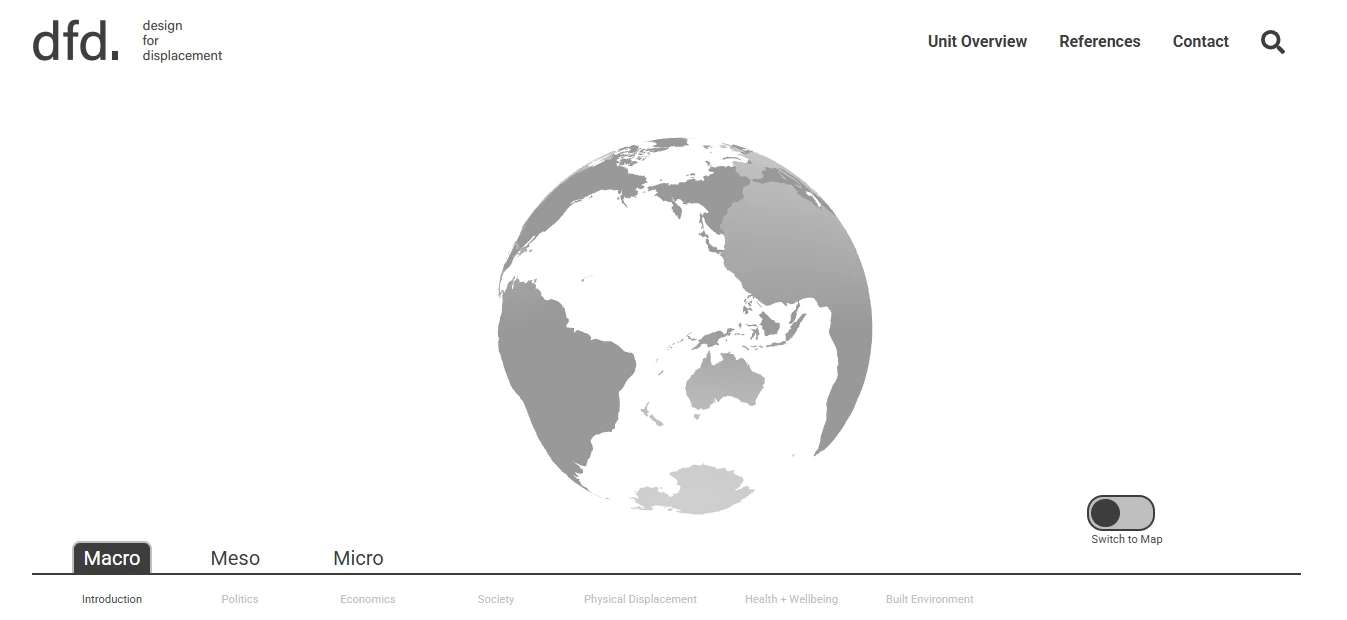 dfd.
design
for
displacement
Unit Overview References Contact
Switch to Map
Macro Meso Micro
Introduction Politics Economics Society Physical Displacement Health + Wellbeing Built Environment